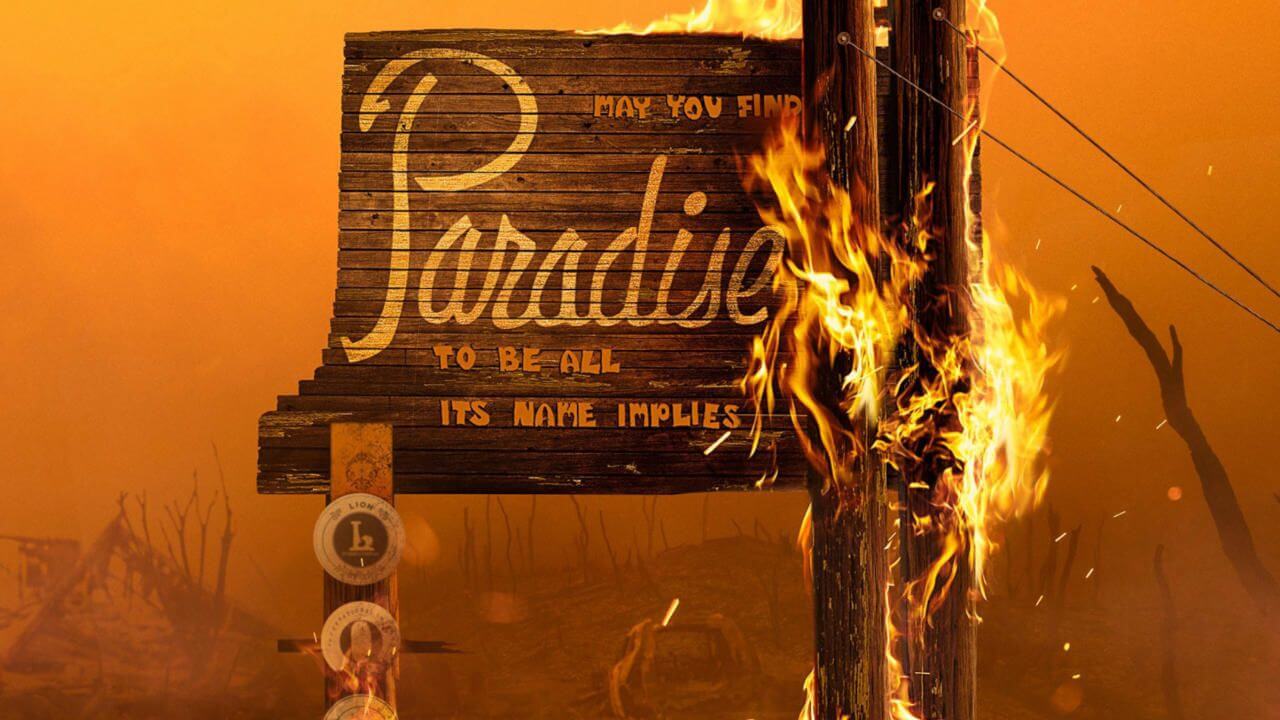 MAY YOU FIND
Paradise
TO BE ALL
ITS NAME IMPLIES
LION
L